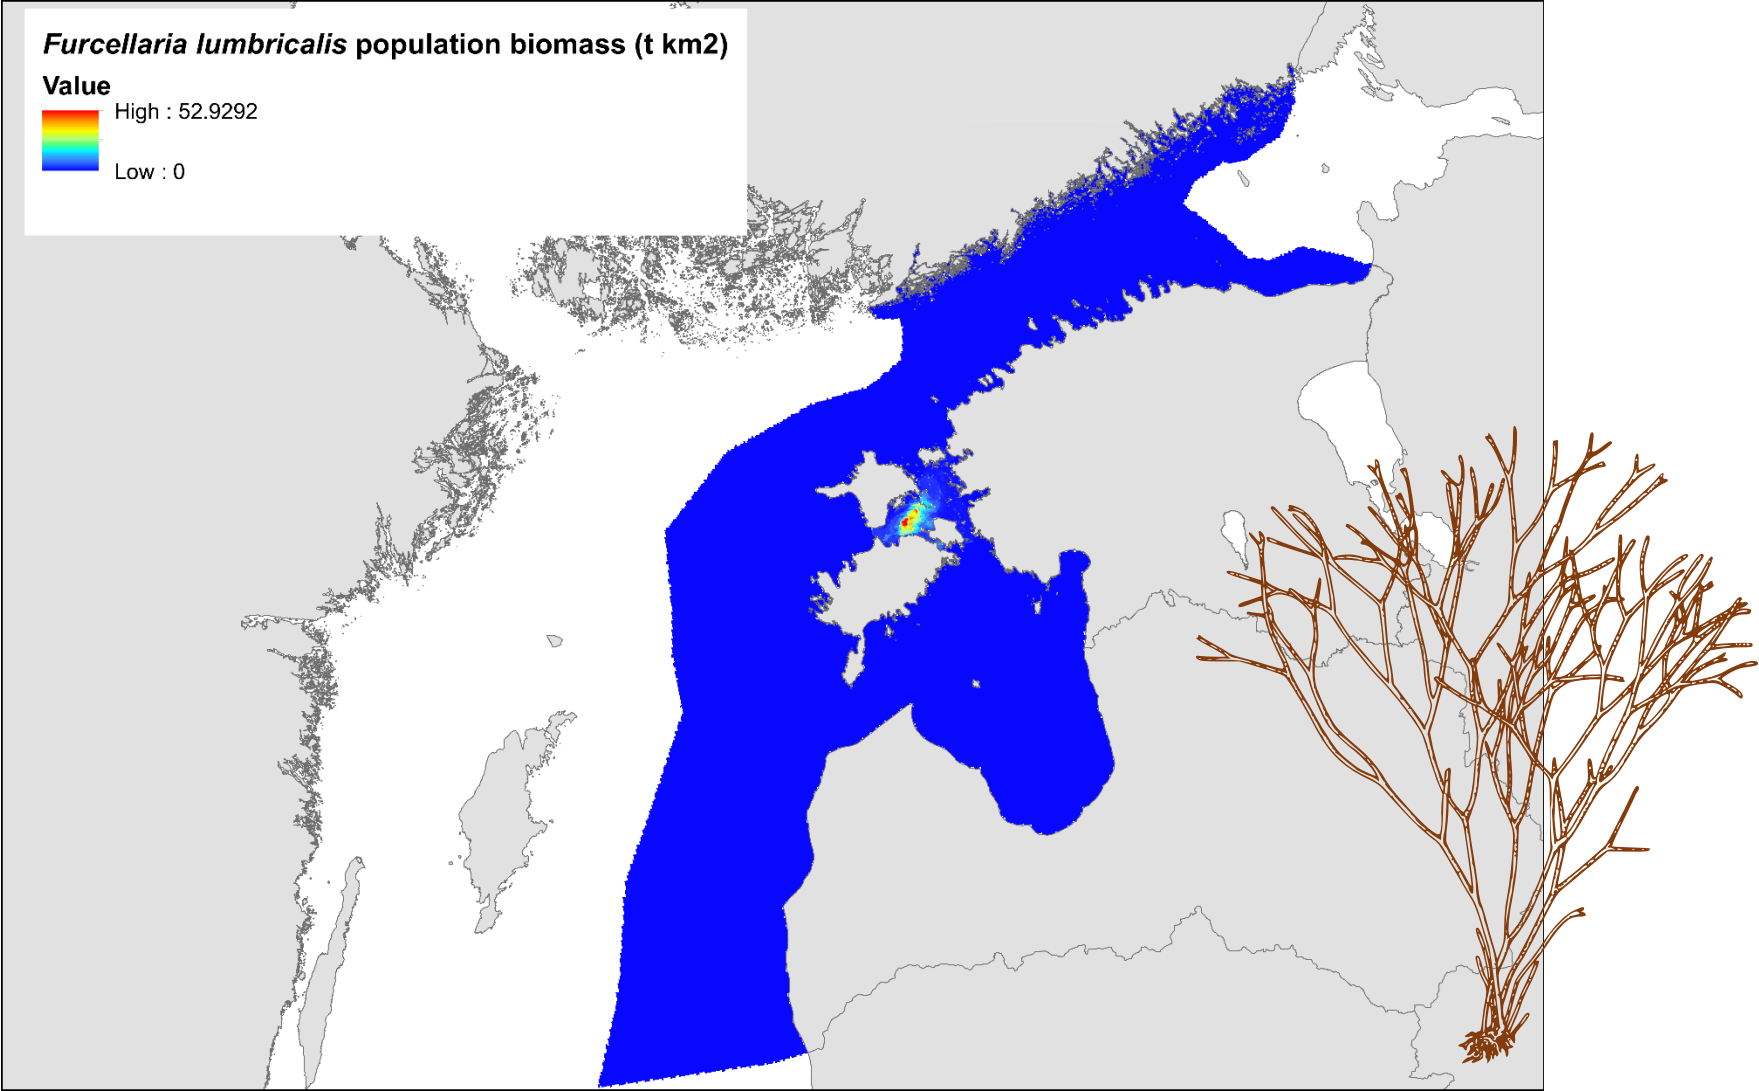 Furcellaria lumbricalis population biomass (t km2)
Value
High : 52.9292
Low : 0